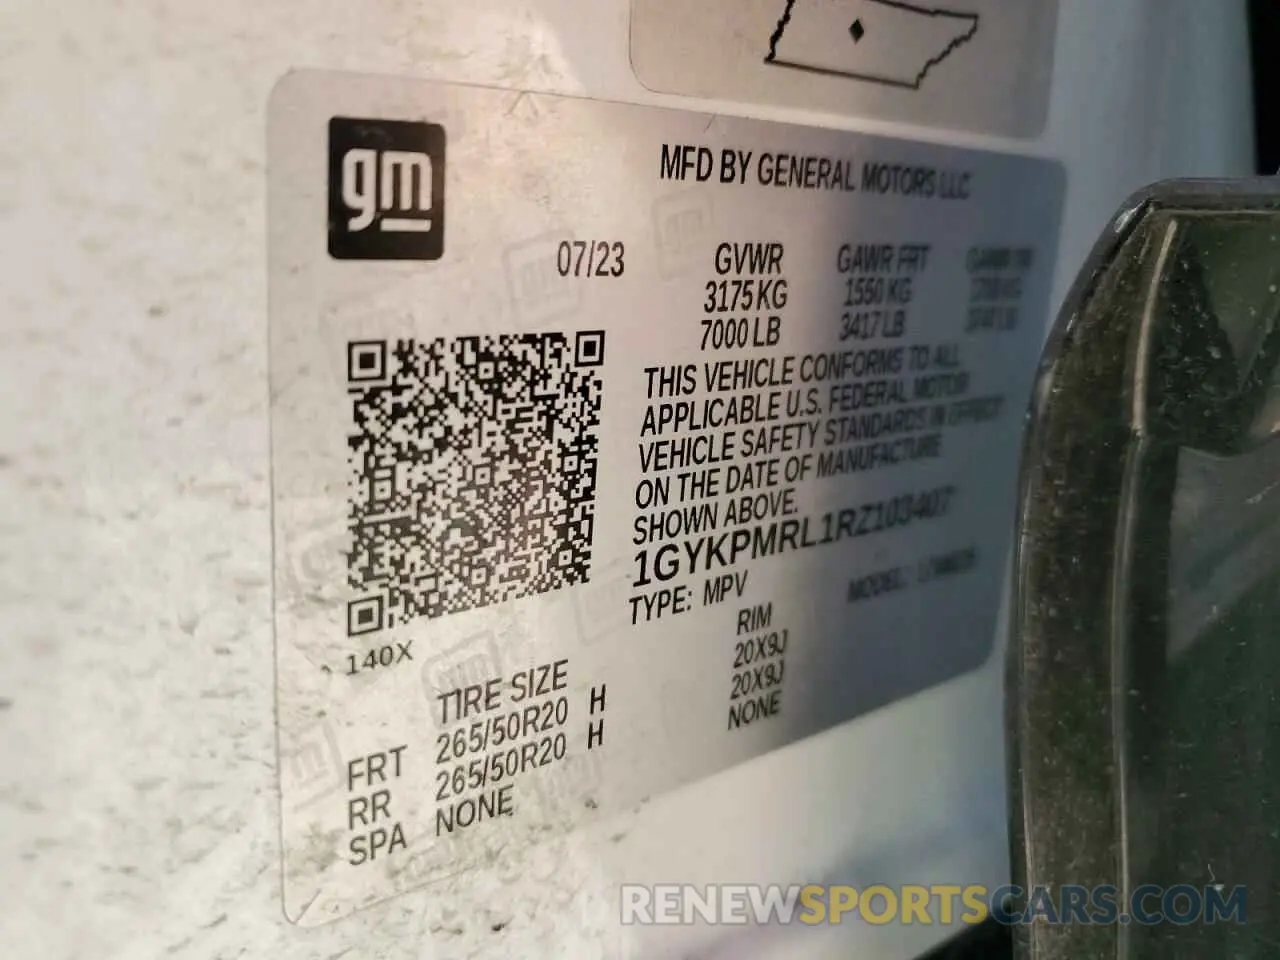 gm
MFD BY GENERAL MOTORS LLC
07/23 GVWR GAWR FRT
3175 KG 1550 KG
7000 LB 3417 LB
THIS VEHICLE CONFORMS TO ALL
APPLICABLE U.S. FEDERAL MOTOR
VEHICLE SAFETY STANDARDS IN EFFECT
ON THE DATE OF MANUFACTURE
SHOWN ABOVE.
1GYKPMRL1RZ103407
TYPE: MPV MODEL:
140X
TIRE SIZE RIM
FRT 265/50R20 H 20X9J
RR 265/50R20 H 20X9J
SPA NONE NONE
RENEWSPORTSCARS.COM